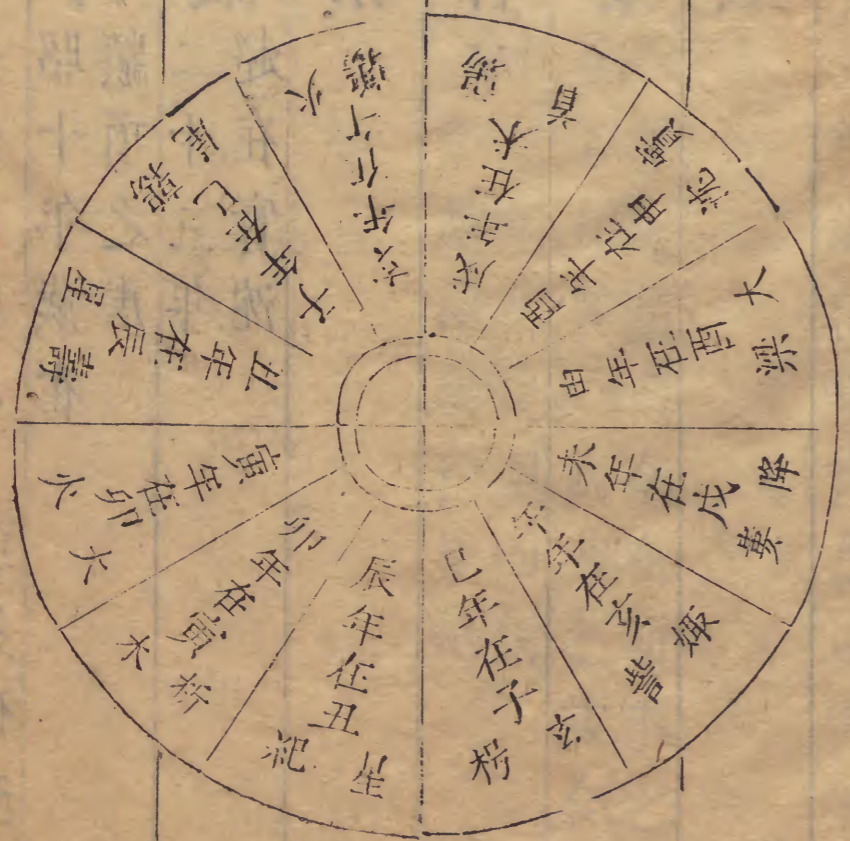 子年在巳
鶉尾
亥年在午
鶉火
戌年在未
鶉首
酉年在申
實沈
申年在酉
大梁
未年在戌
降婁
午年在亥
娵訾
巳年在子
玄枵
辰年在丑
星紀
卯年在寅
析木
寅年在卯
大火
丑年在辰
壽星